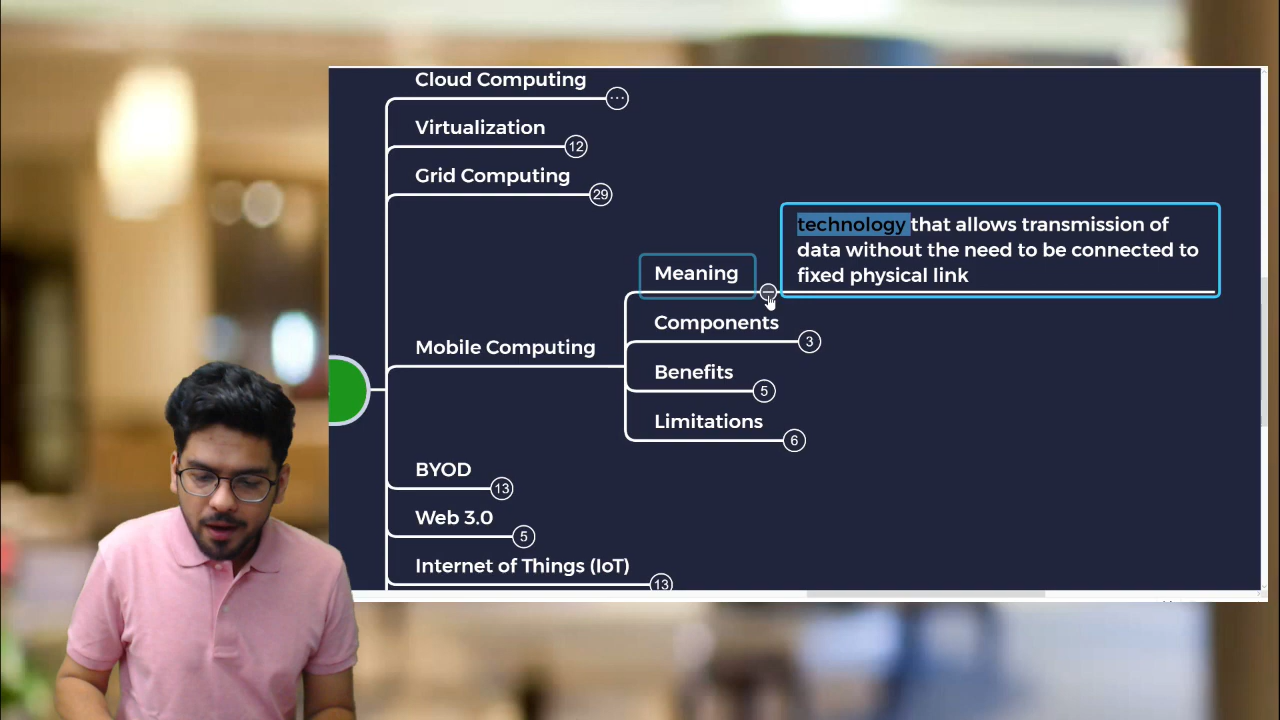 Cloud Computing
Virtualization
12
Grid Computing
29
technology that allows transmission of
data without the need to be connected to
fixed physical link
Meaning
Components
3
Mobile Computing
Benefits
5
Limitations
6
BYOD
13
Web 3.0
5
Internet of Things (IoT)
13